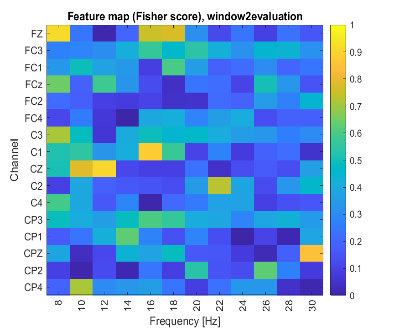 Feature map (Fisher score), window2evaluation
Channel
FZ
FC3
FC1
FCz
FC2
FC4
C3
C1
CZ
C2
C4
CP3
CP1
CPZ
CP2
CP4
8 10 12 14 16 18 20 22 24 26 28 30
Frequency [Hz]
1
0.9
0.8
0.7
0.6
0.5
0.4
0.3
0.2
0.1
0